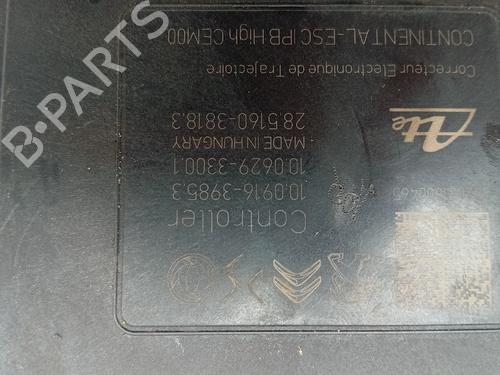 Controller
10.0916-3985.3
10.0629-3300.1
- MADE IN HUNGARY
28.5160-3818.3
Ate
Correcteur Electronique de Trajectoire
CONTINENTAL-ESC IPB High CEM00
B-PARTS